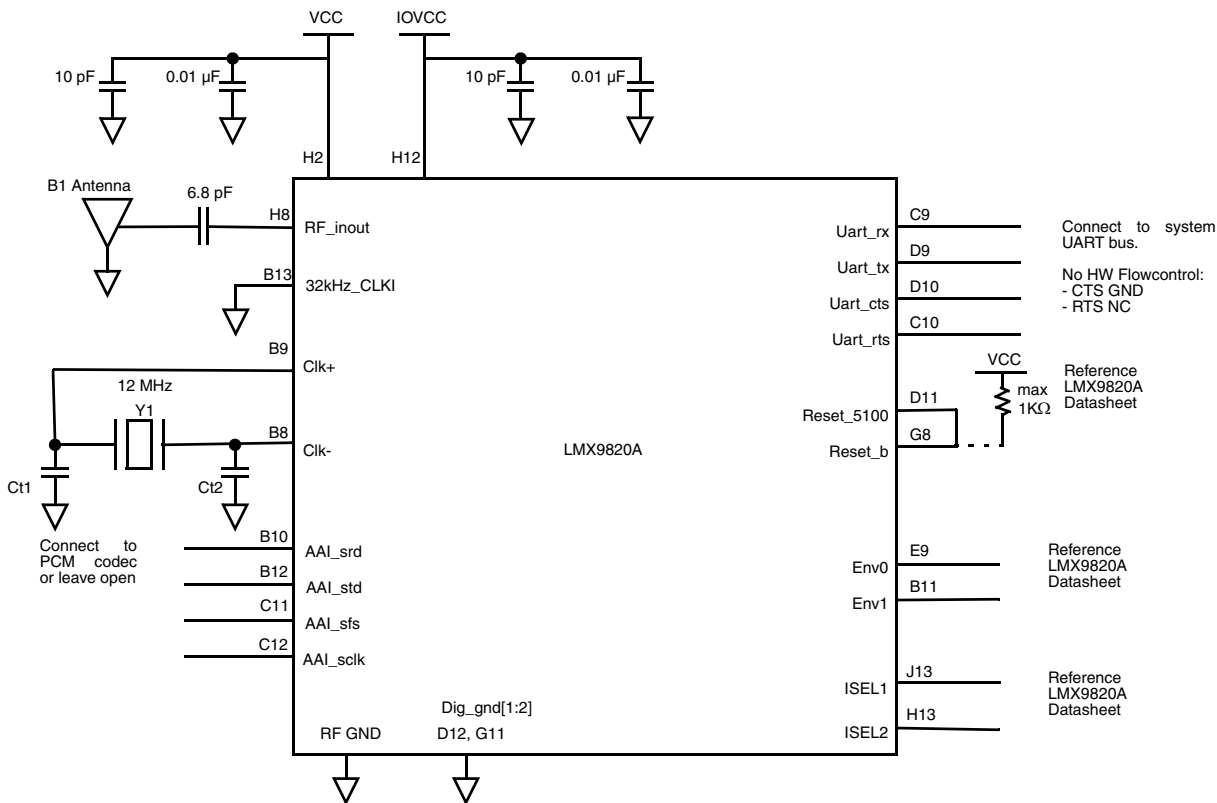 VCC
IOVCC
10 pF
0.01 µF
10 pF
0.01 µF
H2
H12
B1 Antenna
6.8 pF
H8
RF_inout
B13
32kHz_CLKI
B9
Clk+
12 MHz
Y1
B8
Clk-
Ct1
Ct2
Connect to
PCM codec
or leave open
B10
AAI_srd
B12
AAI_std
C11
AAI_sfs
C12
AAI_sclk
LMX9820A
Dig_gnd[1:2]
RF GND
D12, G11
C9
Uart_rx
D9
Uart_tx
D10
Uart_cts
C10
Uart_rts
Connect to system
UART bus.
No HW Flowcontrol:
- CTS GND
- RTS NC
VCC
max
1KΩ
Reference
LMX9820A
Datasheet
D11
Reset_5100
G8
Reset_b
E9
Env0
B11
Env1
Reference
LMX9820A
Datasheet
J13
ISEL1
H13
ISEL2
Reference
LMX9820A
Datasheet